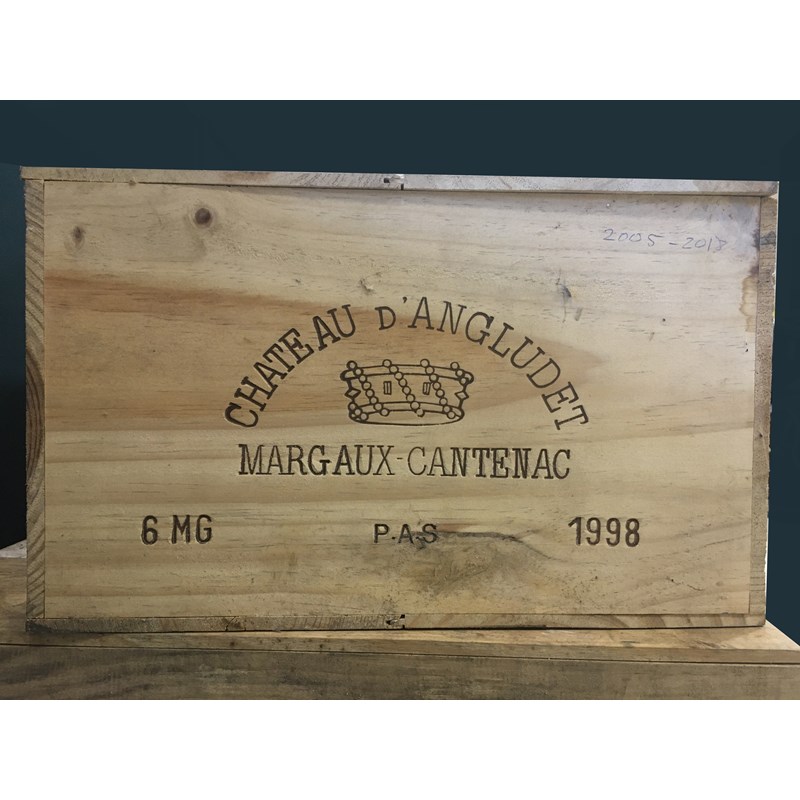 2005-2018
CHATEAU D'ANGLUDET
MARGAUX-CANTENAC
6 MG P.A.S 1998